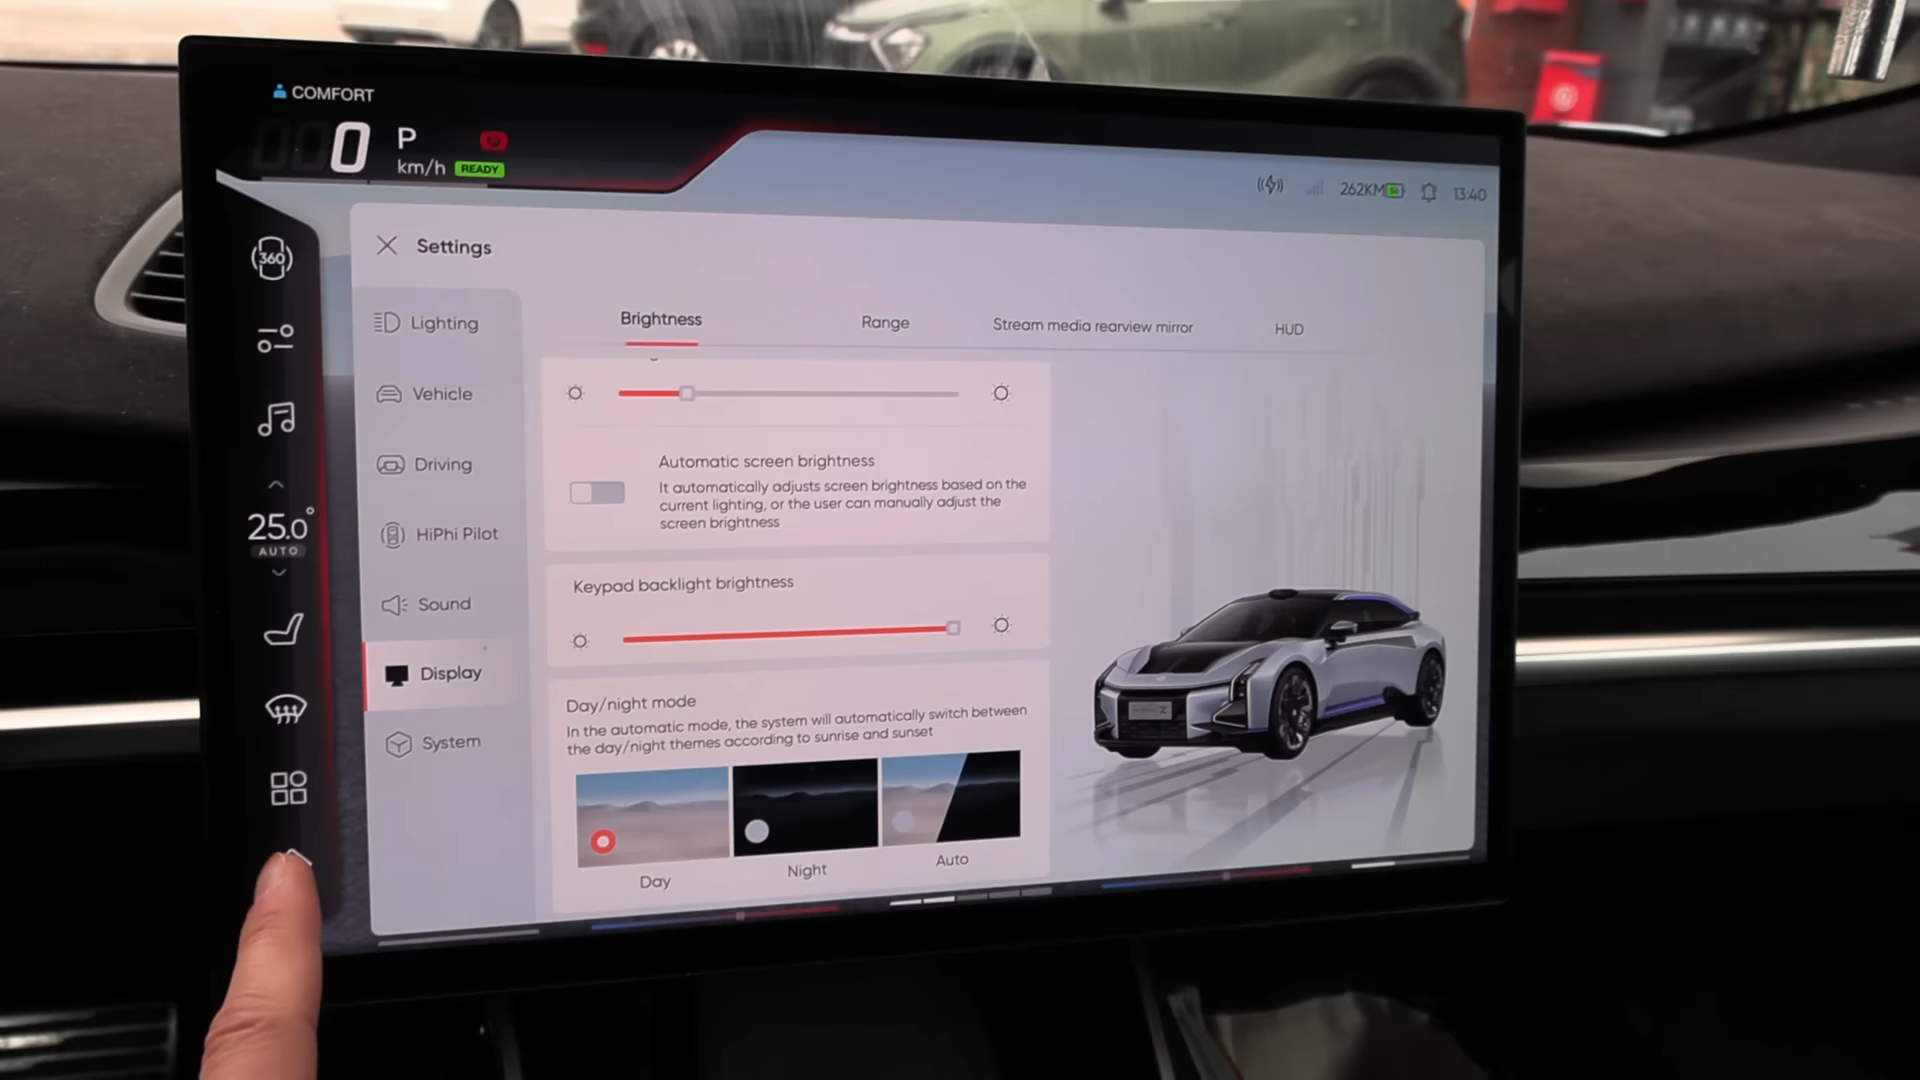 COMFORT
0
P
km/h
READY
262KM
13:40
360
Settings
Lighting
Vehicle
Driving
HiPhi Pilot
Sound
Display
System
25.0°
AUTO
Brightness
Range
Stream media rearview mirror
HUD
Automatic screen brightness
It automatically adjusts screen brightness based on the
current lighting, or the user can manually adjust the
screen brightness
Keypad backlight brightness
Day/night mode
In the automatic mode, the system will automatically switch between
the day/night themes according to sunrise and sunset
Day
Night
Auto